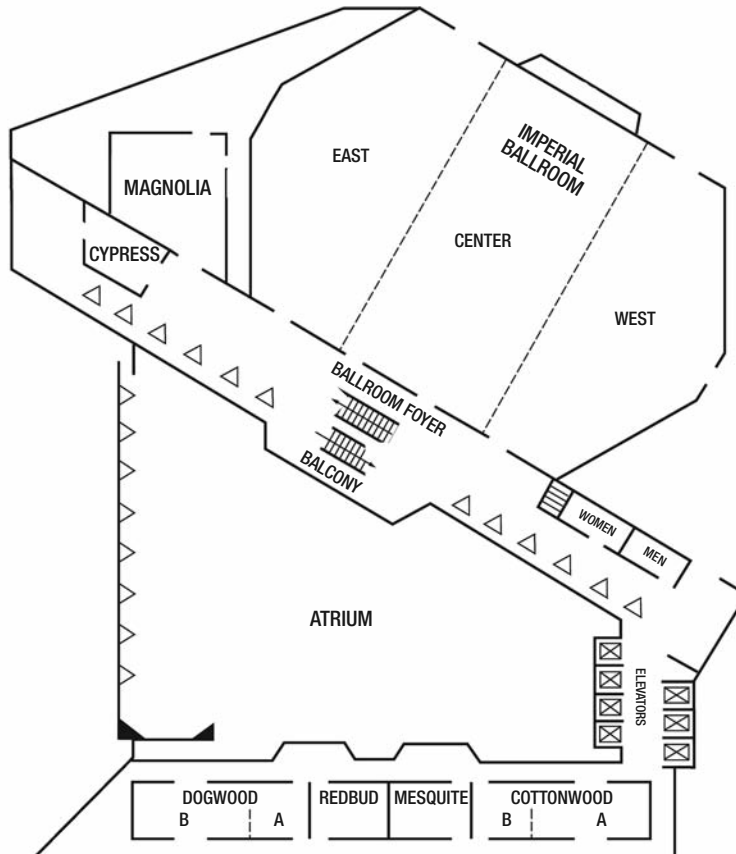 IMPERIAL
BALLROOM
EAST
MAGNOLIA
CENTER
CYPRESS
WEST
BALLROOM FOYER
BALCONY
WOMEN
MEN
ATRIUM
ELEVATORS
DOGWOOD
B
A
REDBUD
MESQUITE
COTTONWOOD
B
A